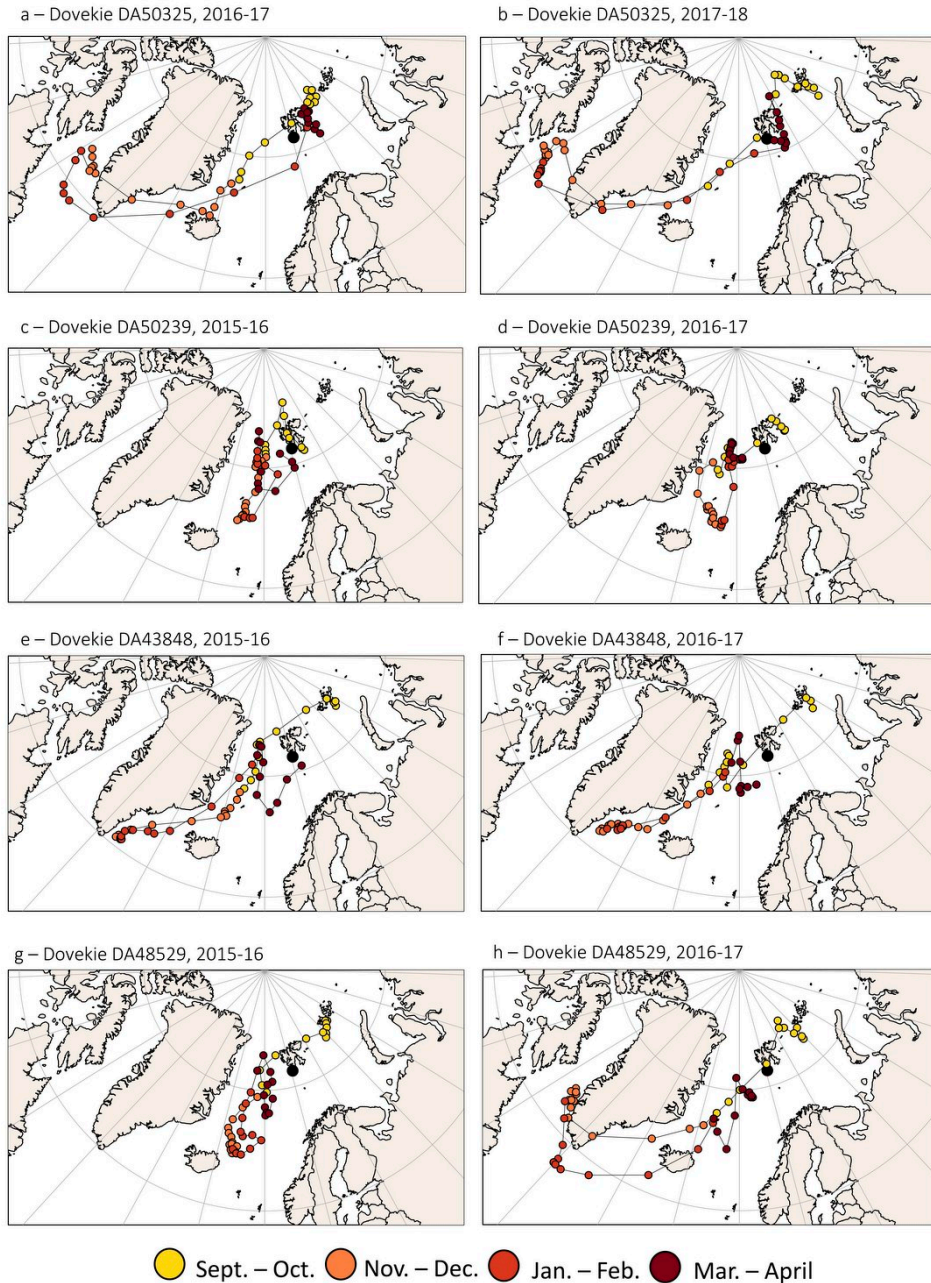 a – Dovekie DA50325, 2016-17
b – Dovekie DA50325, 2017-18
c – Dovekie DA50239, 2015-16
d – Dovekie DA50239, 2016-17
e – Dovekie DA43848, 2015-16
f – Dovekie DA43848, 2016-17
g – Dovekie DA48529, 2015-16
h – Dovekie DA48529, 2016-17
Sept. – Oct. Nov. – Dec. Jan. – Feb. Mar. – April